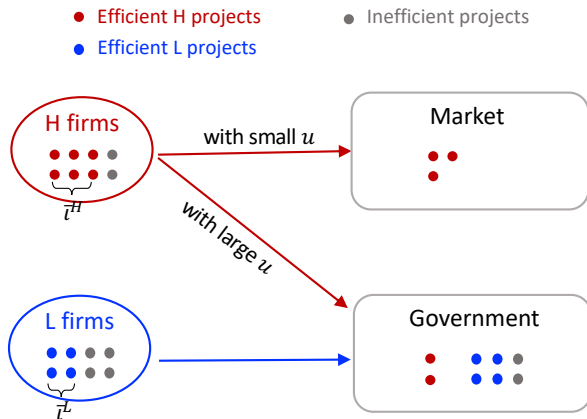 Efficient H projects
Inefficient projects
Efficient L projects
H firms
Market
with small u
i̅ᴴ
with large u
L firms
Government
i̅ᴸ